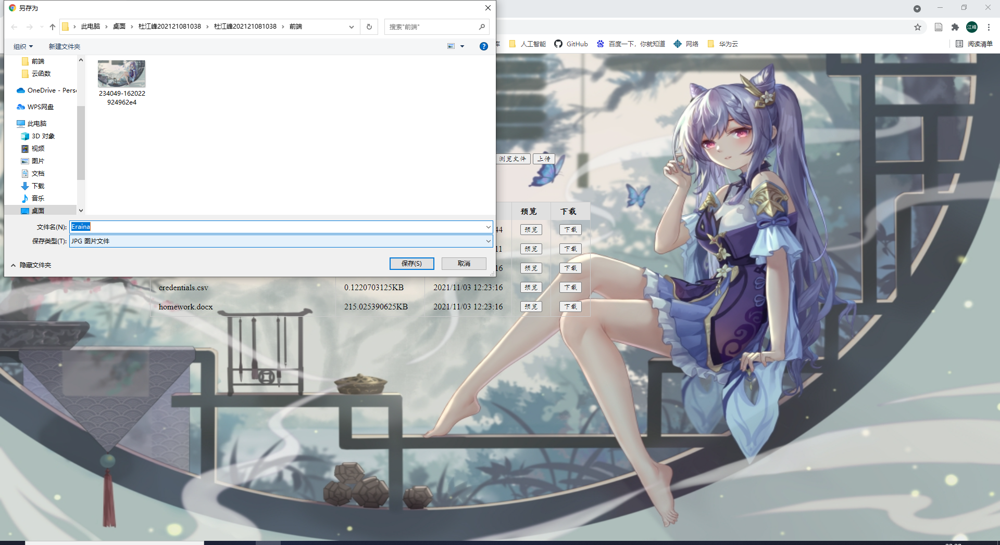 另存为
此电脑 › 桌面 › 杜江峰202121081038 › 杜江峰202121081038 › 前端
搜索"前端"
组织
新建文件夹
前端
云函数
OneDrive - Pers
WPS网盘
此电脑
3D 对象
视频
图片
文档
下载
音乐
桌面
234049-162022
924962e4
文件名(N): Eraina
保存类型(T): JPG 图片文件
隐藏文件夹
保存(S)
取消
江峰
库
人工智能
GitHub
百度一下，你就知道
网络
华为云
阅读清单
浏览文件 上传
预览 下载
44 预览 下载
11 预览 下载
16 预览 下载
credentials.csv 0.1220703125KB 2021/11/03 12:23:16 预览 下载
homework.docx 215.025390625KB 2021/11/03 12:23:16 预览 下载